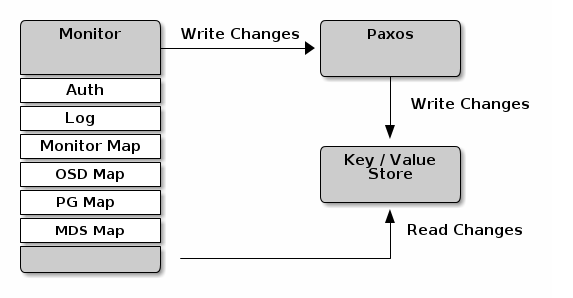 Monitor
Write Changes
Paxos
Auth
Log
Monitor Map
OSD Map
PG Map
MDS Map
Write Changes
Key / Value
Store
Read Changes